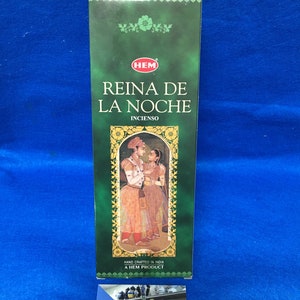 HEM
REINA DE
LA NOCHE
INCIENSO
HAND CRAFTED IN INDIA
A HEM PRODUCT